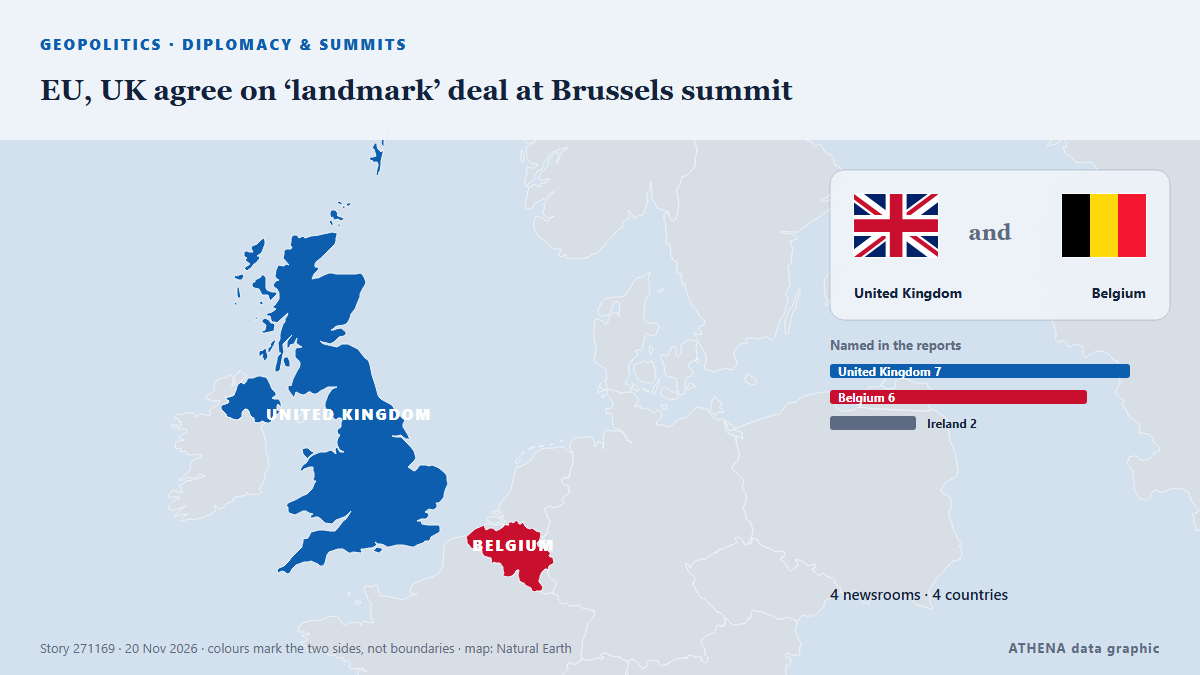 GEOPOLITICS · DIPLOMACY & SUMMITS
EU, UK agree on ‘landmark’ deal at Brussels summit
and
United Kingdom
Belgium
Named in the reports
United Kingdom 7
Belgium 6
Ireland 2
UNITED KINGDOM
BELGIUM
4 newsrooms · 4 countries
Story 271169 · 20 Nov 2026 · colours mark the two sides, not boundaries · map: Natural Earth
ATHENA data graphic